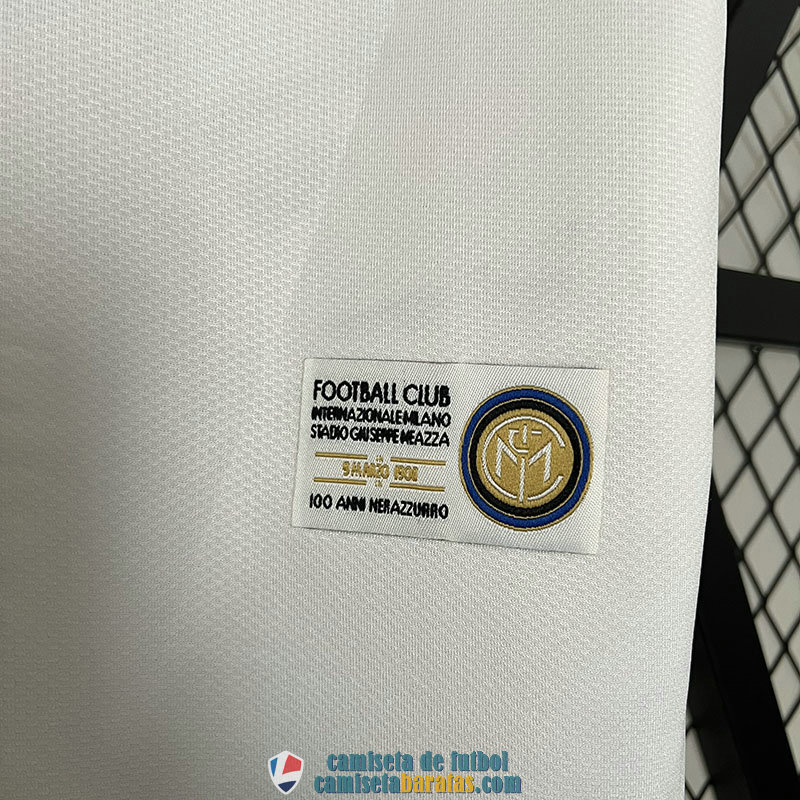 FOOTBALL CLUB
INTERNAZIONALE MILANO
STADIO GIUSEPPE MEAZZA
9 MARZO 1908
100 ANNI NERAZZURRO
camiseta de futbol
camisetabaratas.com